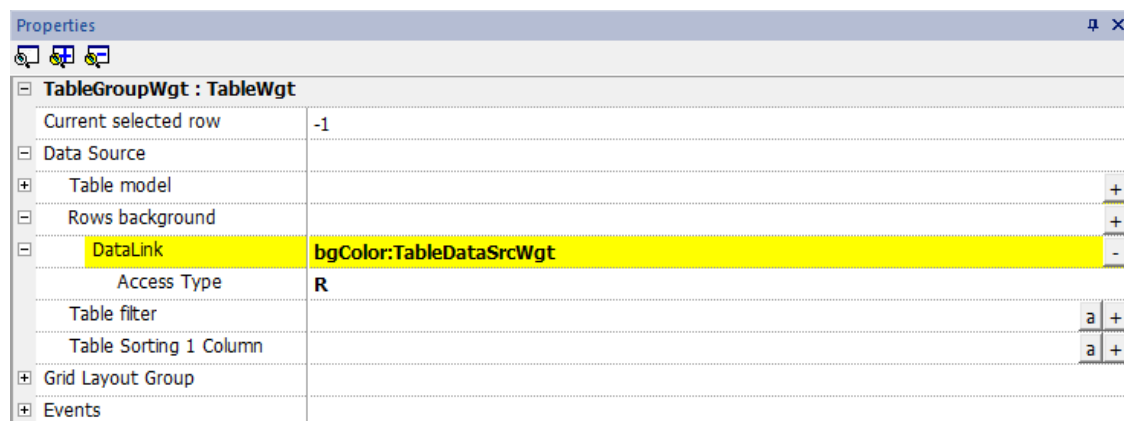 Properties
TableGroupWgt : TableWgt
Current selected row -1
Data Source
Table model +
Rows background +
DataLink bgColor:TableDataSrcWgt -
Access Type R
Table filter a +
Table Sorting 1 Column a +
Grid Layout Group
Events